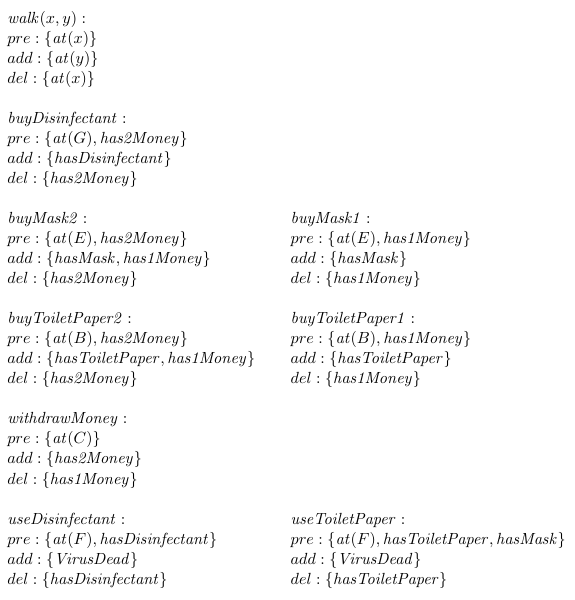 walk(x, y) :
pre : {at(x)}
add : {at(y)}
del : {at(x)}
buyDisinfectant :
pre : {at(G), has2Money}
add : {hasDisinfectant}
del : {has2Money}
buyMask2 :
pre : {at(E), has2Money}
add : {hasMask, has1Money}
del : {has2Money}
buyMask1 :
pre : {at(E), has1Money}
add : {hasMask}
del : {has1Money}
buyToiletPaper2 :
pre : {at(B), has2Money}
add : {hasToiletPaper, has1Money}
del : {has2Money}
buyToiletPaper1 :
pre : {at(B), has1Money}
add : {hasToiletPaper}
del : {has1Money}
withdrawMoney :
pre : {at(C)}
add : {has2Money}
del : {has1Money}
useDisinfectant :
pre : {at(F), hasDisinfectant}
add : {VirusDead}
del : {hasDisinfectant}
useToiletPaper :
pre : {at(F), hasToiletPaper, hasMask}
add : {VirusDead}
del : {hasToiletPaper}